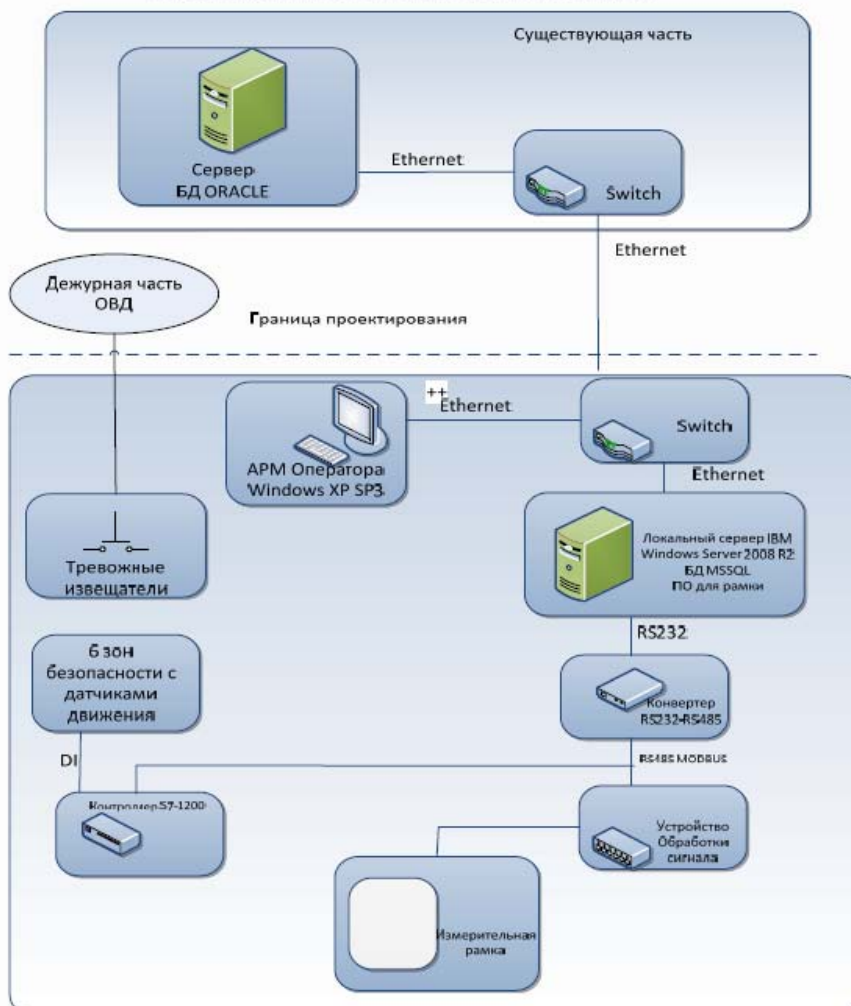 Существующая часть
Сервер
БД ORACLE
Ethernet
Switch
Ethernet
Дежурная часть
ОВД
Граница проектирования
++
Ethernet
АРМ Оператора
Windows XP SP3
Switch
Ethernet
Локальный сервер IBM
Windows Server 2008 R2
БД MSSQL
ПО для рамки
Тревожные
извещатели
RS232
6 зон
безопасности с
датчиками
движения
Конвертер
RS232-RS485
DI
RS485 MODBUS
Контроллер S7-1200
Устройство
Обработки
сигнала
Измерительная
рамка